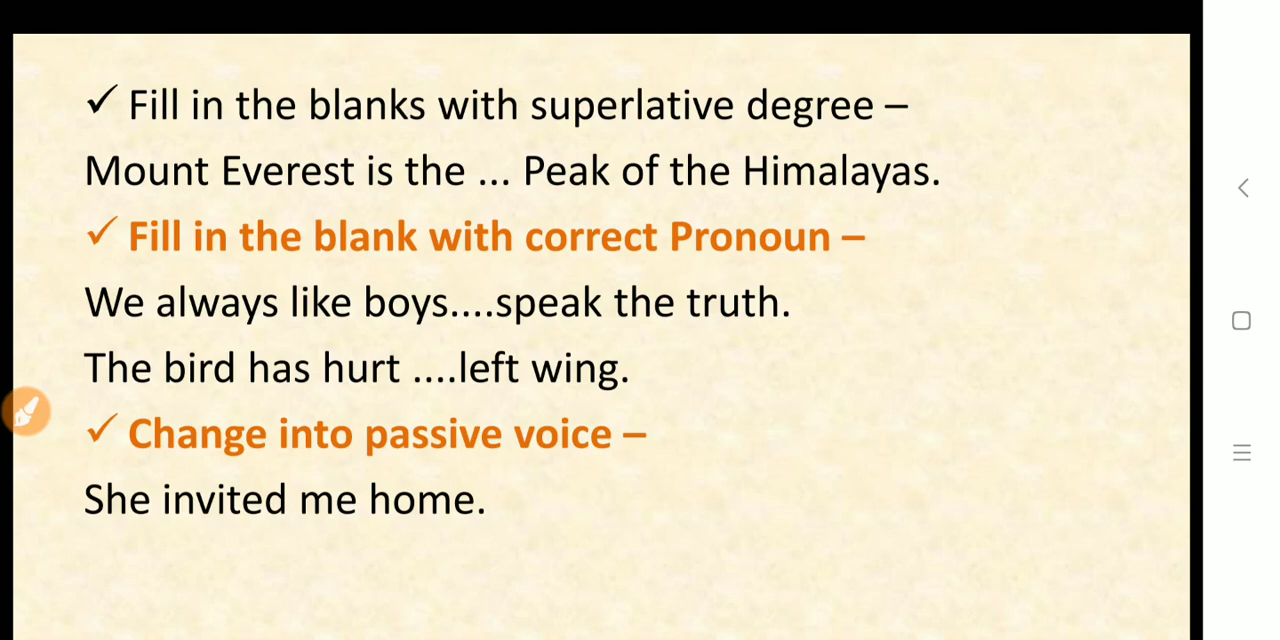 ✓ Fill in the blanks with superlative degree –
Mount Everest is the ... Peak of the Himalayas.
✓ Fill in the blank with correct Pronoun –
We always like boys....speak the truth.
The bird has hurt ....left wing.
✓ Change into passive voice –
She invited me home.